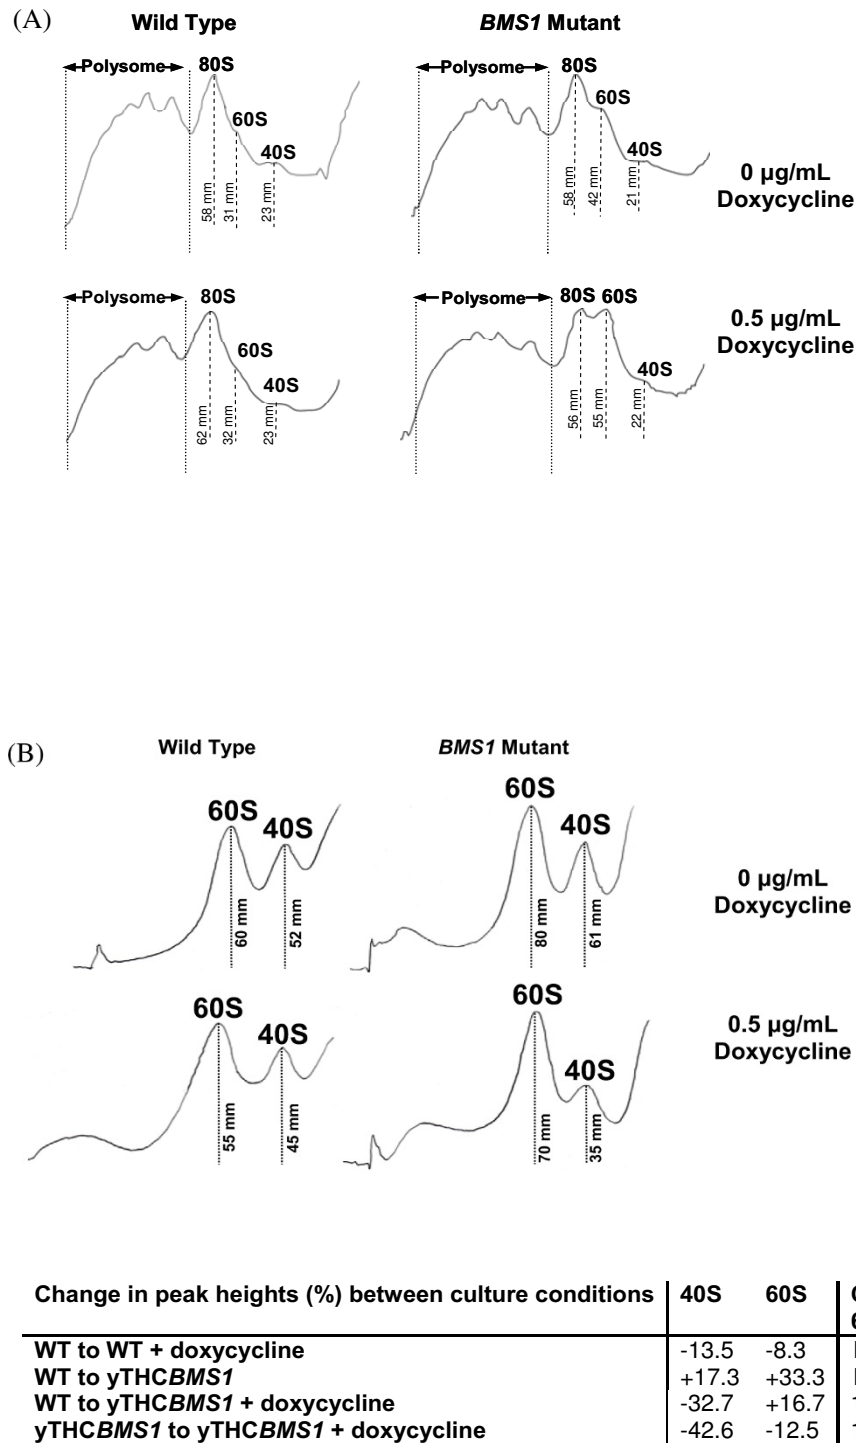 (A)
Wild Type
BMS1 Mutant
Polysome
80S
60S
40S
58 mm
31 mm
23 mm
Polysome
80S
60S
40S
58 mm
42 mm
21 mm
0 µg/mL
Doxycycline
Polysome
80S
60S
40S
62 mm
32 mm
23 mm
Polysome
80S
60S
40S
56 mm
55 mm
22 mm
0.5 µg/mL
Doxycycline
(B)
Wild Type
BMS1 Mutant
60S
40S
60 mm
52 mm
60S
40S
80 mm
61 mm
0 µg/mL
Doxycycline
60S
40S
55 mm
45 mm
60S
40S
70 mm
35 mm
0.5 µg/mL
Doxycycline
Change in peak heights (%) between culture conditions 40S 60S
WT to WT + doxycycline -13.5 -8.3
WT to yTHCBMS1 +17.3 +33.3
WT to yTHCBMS1 + doxycycline -32.7 +16.7
yTHCBMS1 to yTHCBMS1 + doxycycline -42.6 -12.5